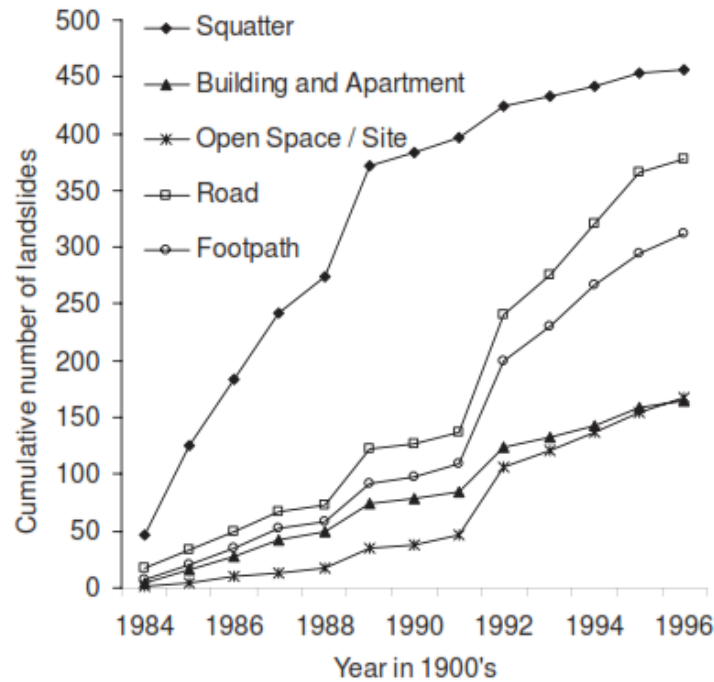 Cumulative number of landslides
500
450
400
350
300
250
200
150
100
50
0
Squatter
Building and Apartment
Open Space / Site
Road
Footpath
1984
1986
1988
1990
1992
1994
1996
Year in 1900's